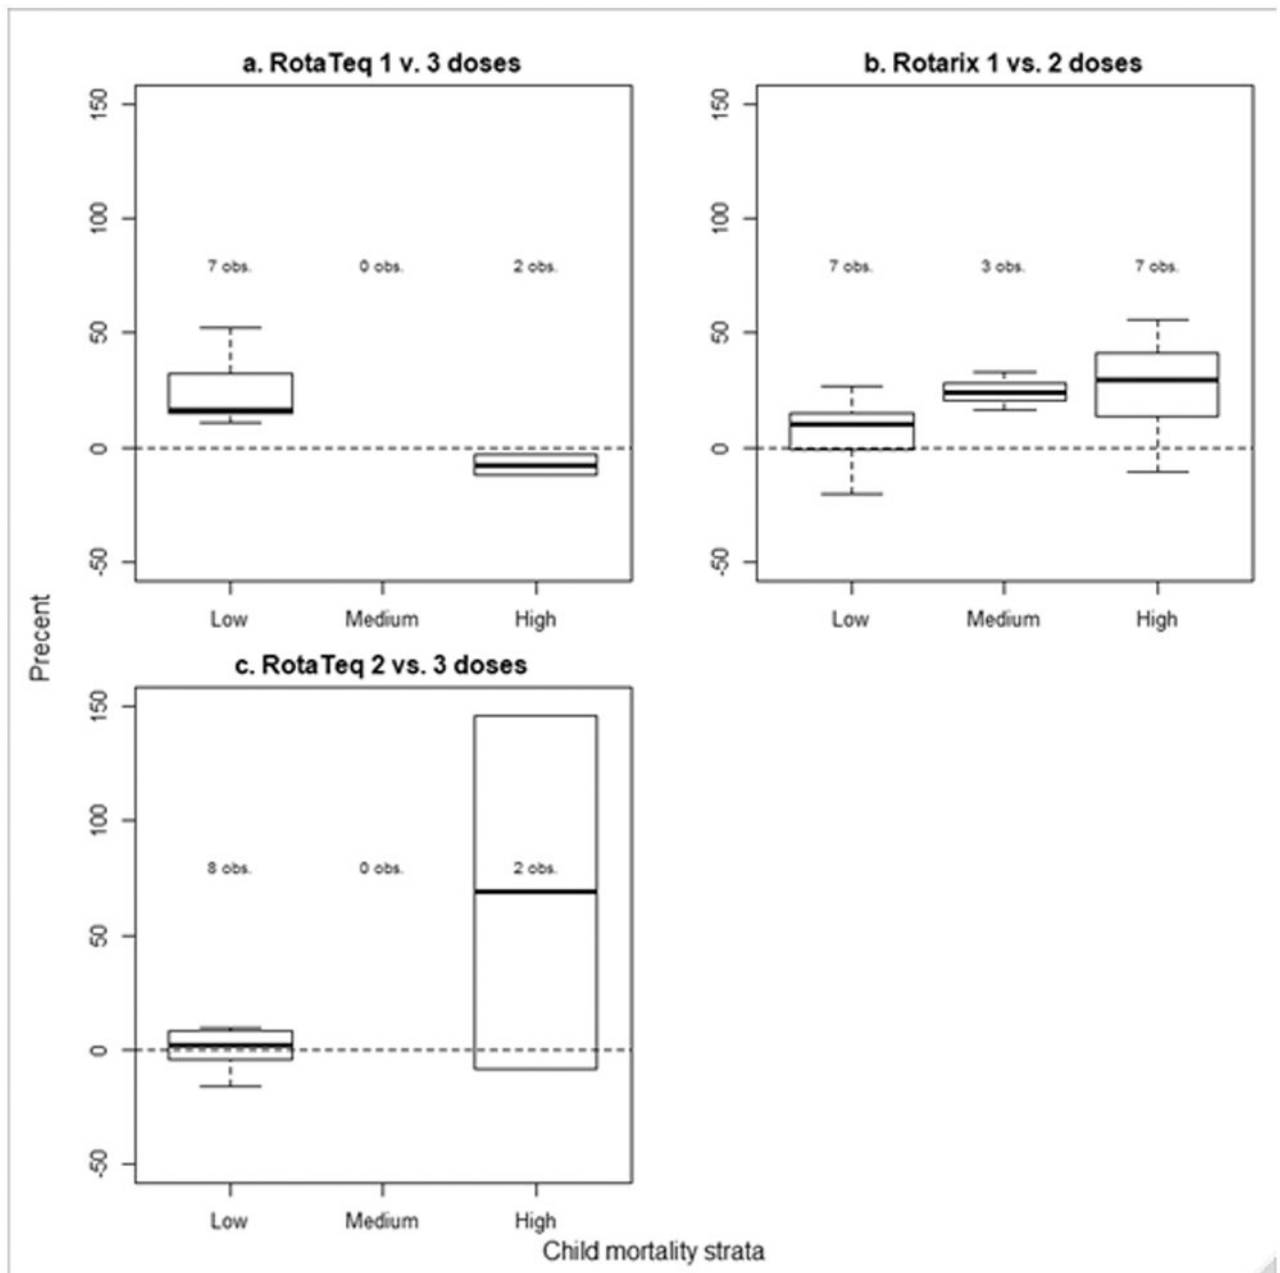 a. RotaTeq 1 v. 3 doses
150
100
50
0
-50
7 obs.
0 obs.
2 obs.
Low
Medium
High
b. Rotarix 1 vs. 2 doses
150
100
50
0
-50
7 obs.
3 obs.
7 obs.
Low
Medium
High
Precent
c. RotaTeq 2 vs. 3 doses
150
100
50
0
-50
8 obs.
0 obs.
2 obs.
Low
Medium
High
Child mortality strata